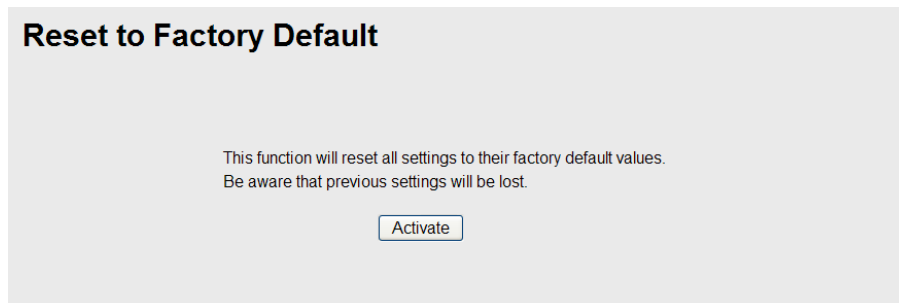 Reset to Factory Default
This function will reset all settings to their factory default values.
Be aware that previous settings will be lost.
Activate